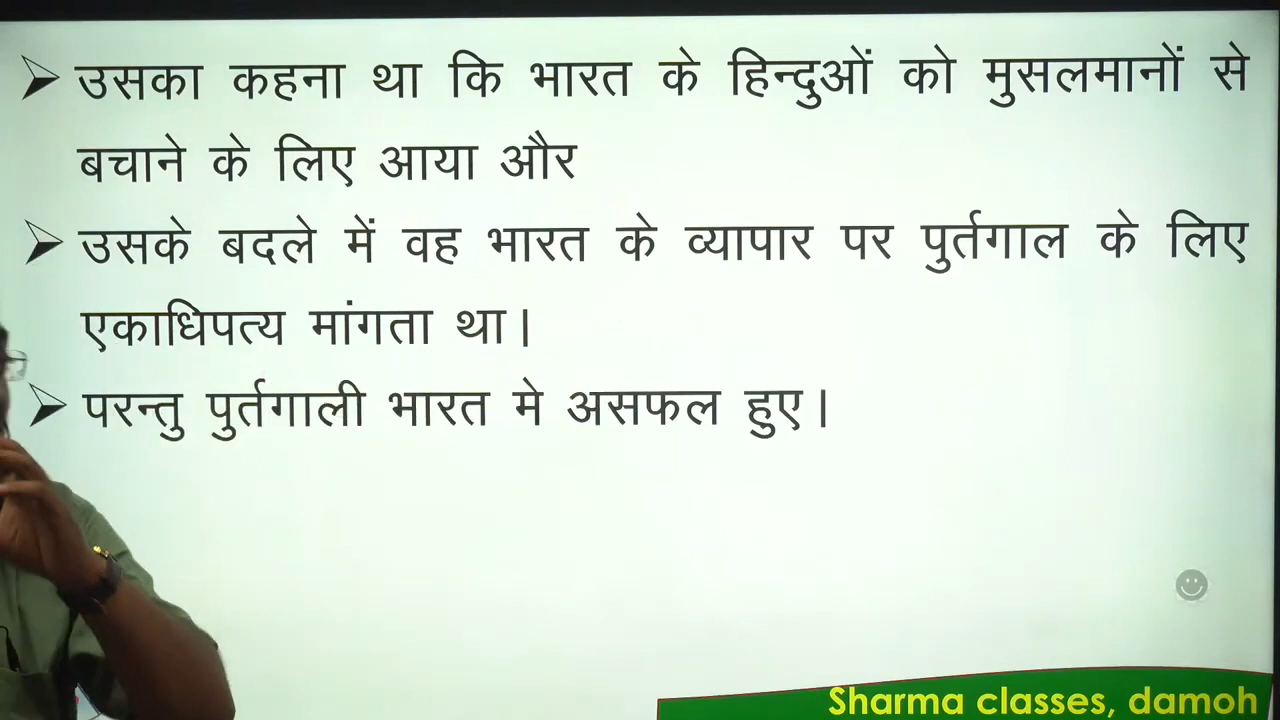 उसका कहना था कि भारत के हिन्दुओं को मुसलमानों से
बचाने के लिए आया और
उसके बदले में वह भारत के व्यापार पर पुर्तगाल के लिए
एकाधिपत्य मांगता था।
परन्तु पुर्तगाली भारत मे असफल हुए।
Sharma classes, damoh